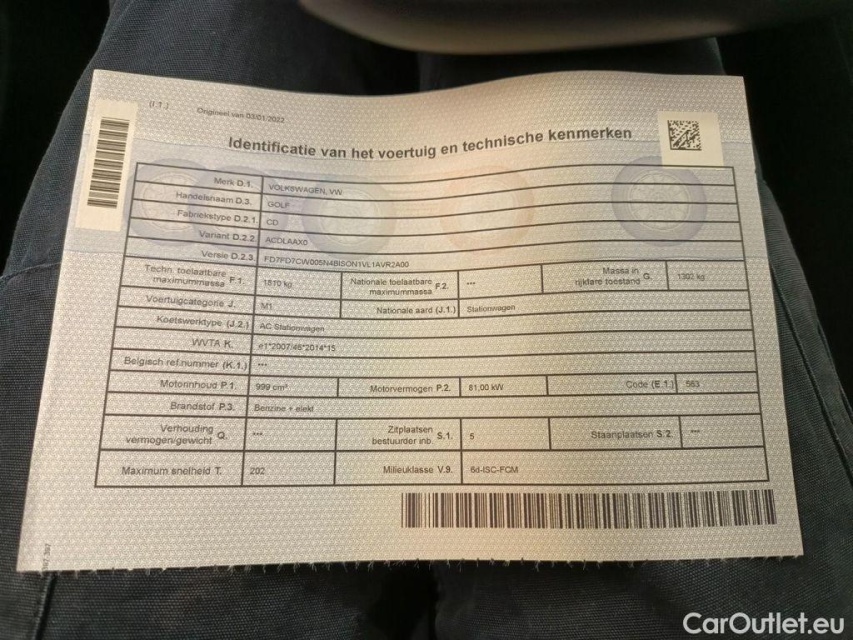 (I.1.) Origineel van 03/01/2022
Identificatie van het voertuig en technische kenmerken
Merk D.1. VOLKSWAGEN, VW
Handelsnaam D.3. GOLF
Fabriekstype D.2.1 CD
Variant D.2.2 ACDLAAX0
Versie D.2.3. FD7FD7CW005N4BISON1VL1AVR2A00
Techn. toelaatbare maximummassa F.1. 1810 kg Nationale toelaatbare maximummassa F.2. --- Massa in rijklare toestand G. 1302 kg
Voertuigcategorie J. M1 Nationale aard (J.1.) Stationwagen
Koetswerktype (J.2.) AC Stationwagen
WVTA K. e1*2007/46*2014*15
Belgisch ref.nummer (K.1.) ---
Motorinhoud P.1. 999 cm³ Motorvermogen P.2. 81,00 kW Code (E.1.) 563
Brandstof P.3. Benzine + elekt
Verhouding vermogen/gewicht Q. --- Zitplaatsen bestuurder inb. S.1. 5 Staanplaatsen S.2. ---
Maximum snelheid T. 202 Milieuklasse V.9. 6d-ISC-FCM
CarOutlet.eu